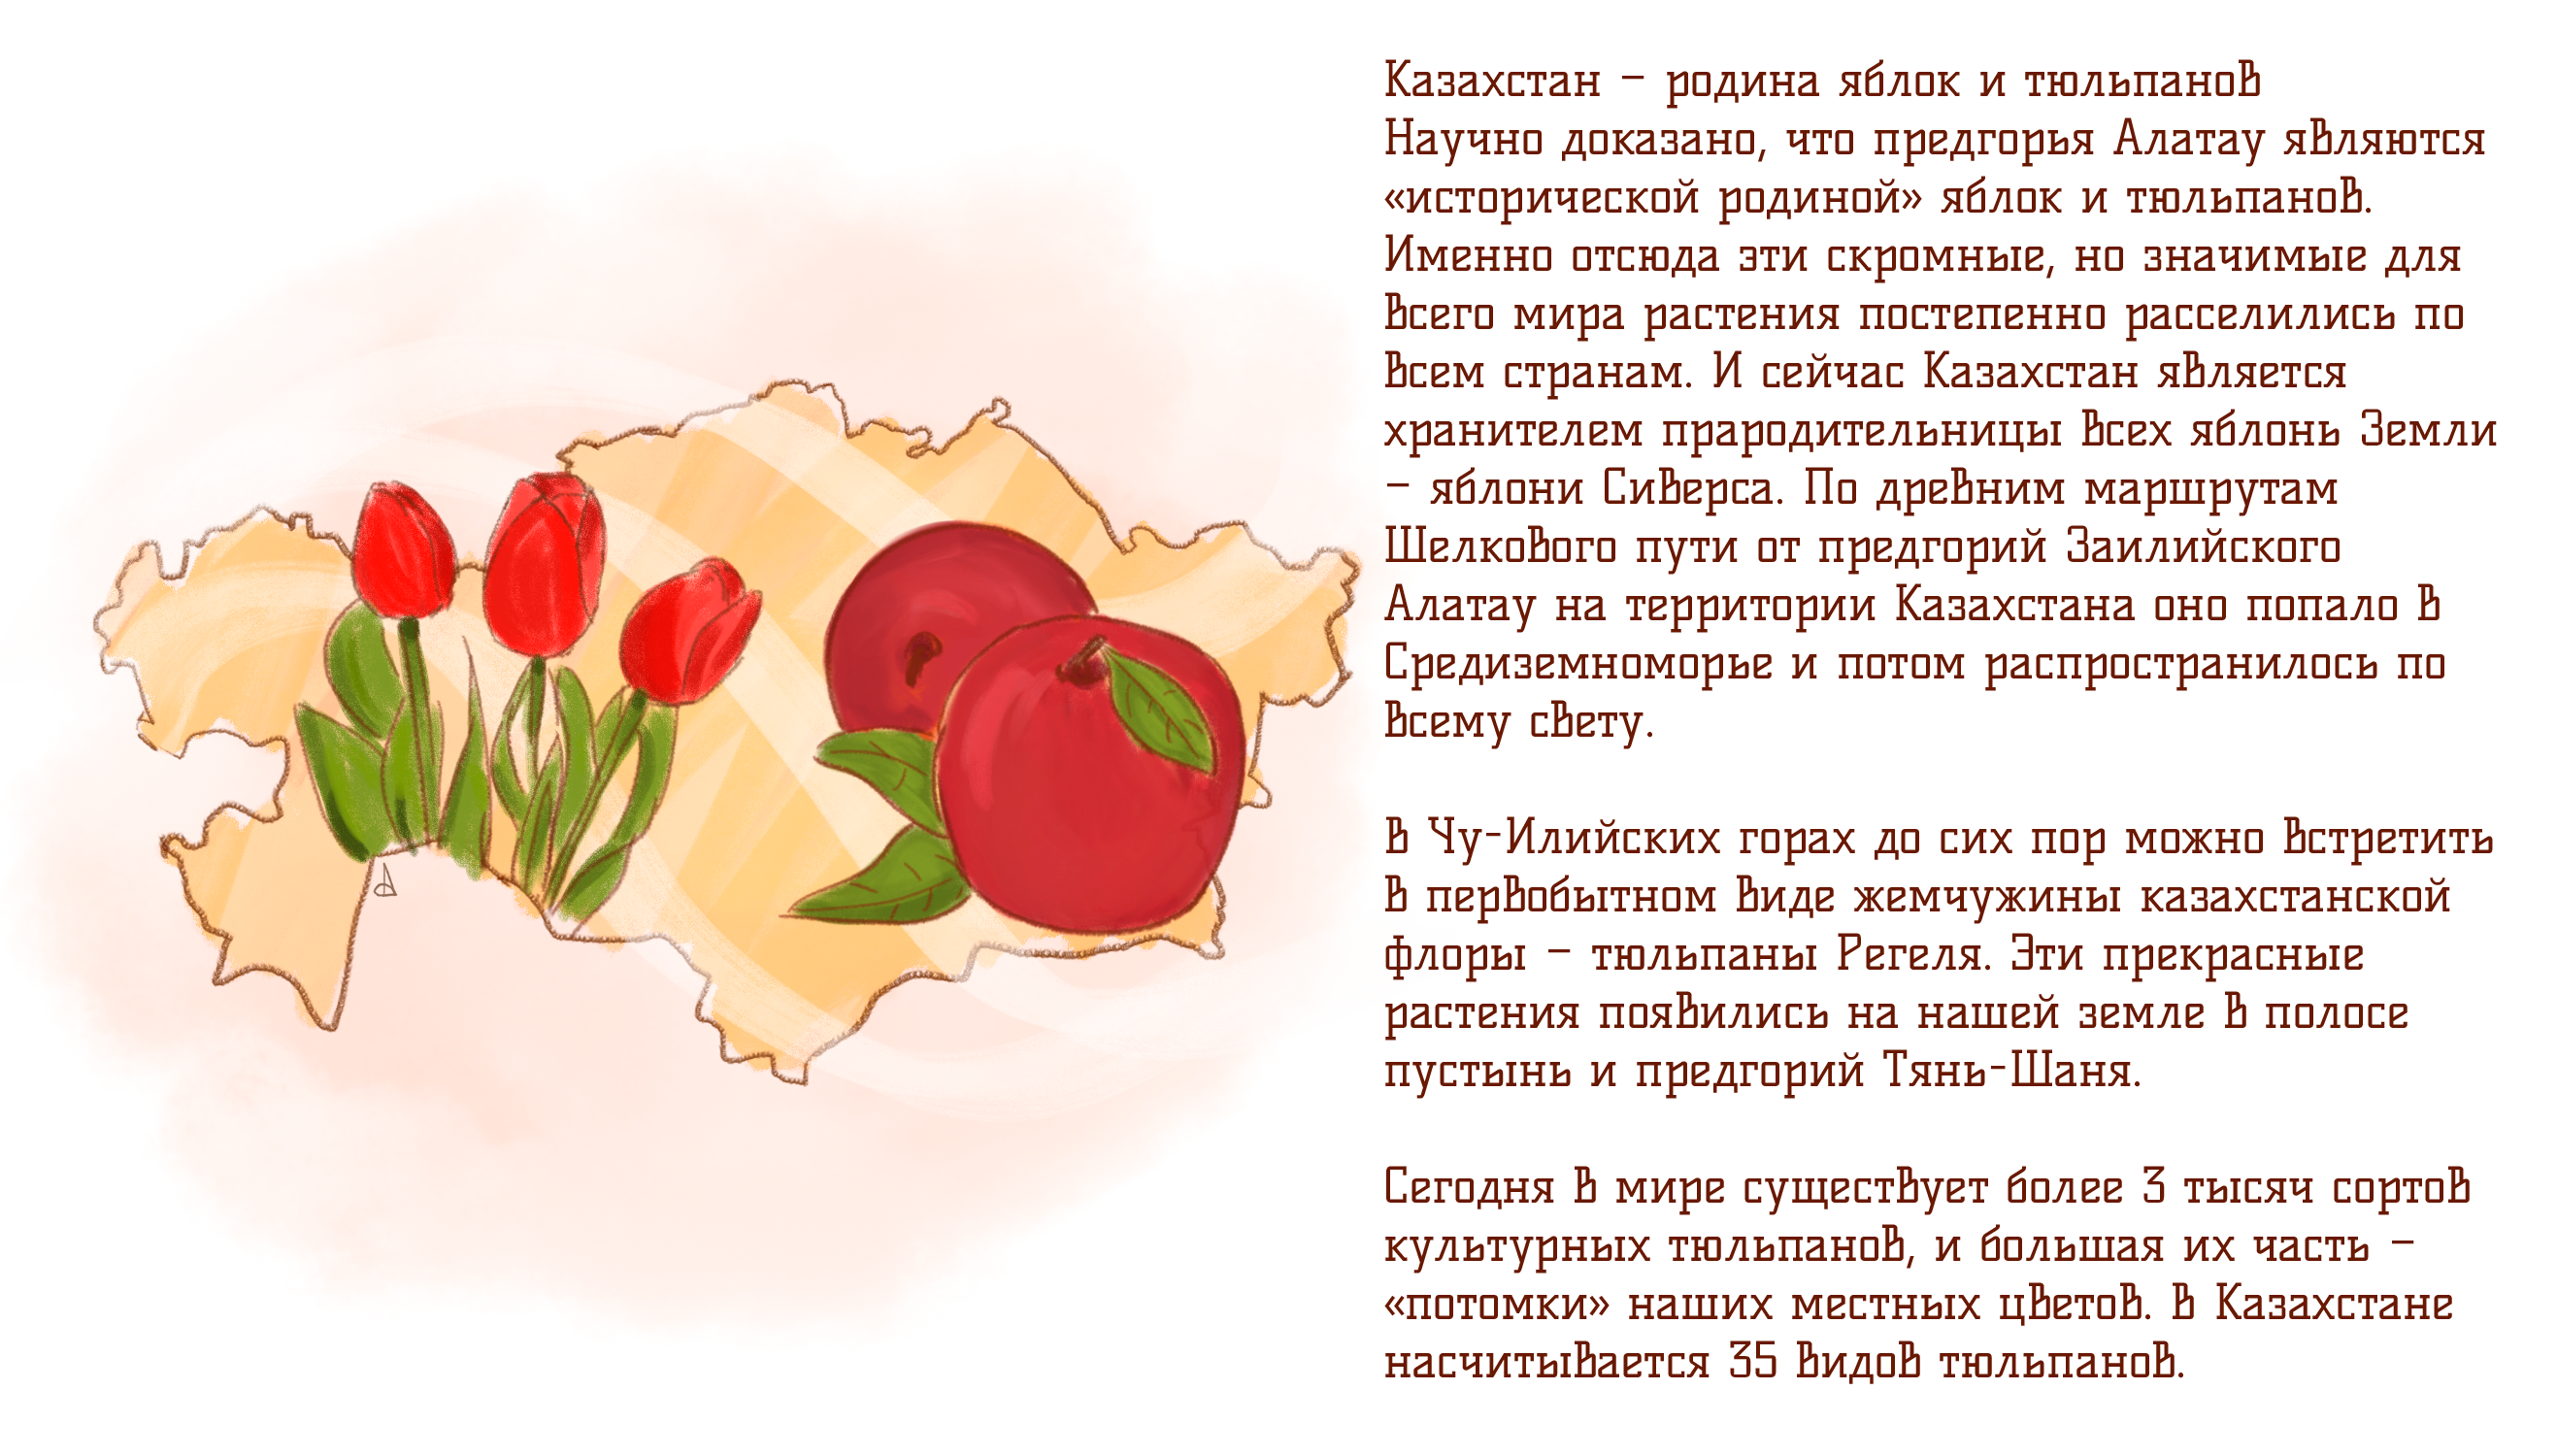 Казахстан – родина яблок и тюльпанов
Научно доказано, что предгорья Алатау являются
«исторической родиной» яблок и тюльпанов.
Именно отсюда эти скромные, но значимые для
всего мира растения постепенно расселились по
всем странам. И сейчас Казахстан является
хранителем прародительницы всех яблонь Земли
– яблони Сиверса. По древним маршрутам
Шелкового пути от предгорий Заилийского
Алатау на территории Казахстана оно попало в
Средиземноморье и потом распространилось по
всему свету.
В Чу-Илийских горах до сих пор можно встретить
в первобытном виде жемчужины казахстанской
флоры – тюльпаны Регеля. Эти прекрасные
растения появились на нашей земле в полосе
пустынь и предгорий Тянь-Шаня.
Сегодня в мире существует более 3 тысяч сортов
культурных тюльпанов, и большая их часть –
«потомки» наших местных цветов. В Казахстане
насчитывается 35 видов тюльпанов.